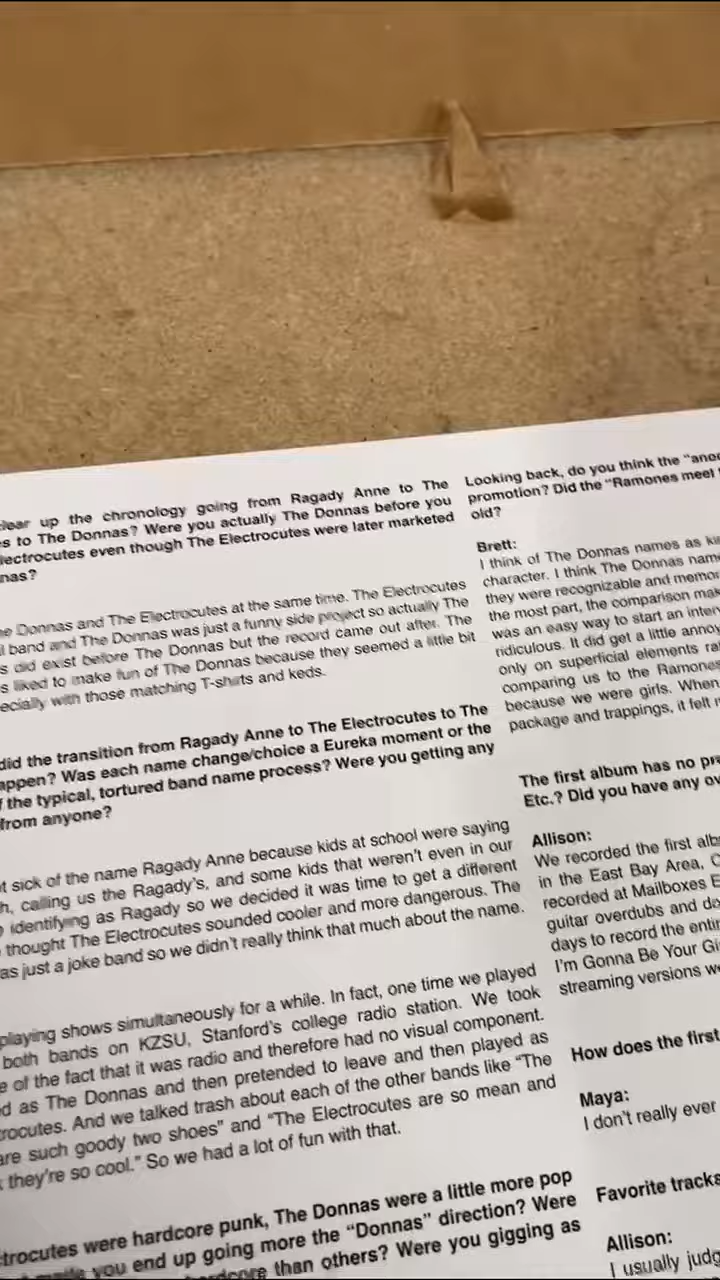 clear up the chronology going from Ragady Anne to The
s to The Donnas? Were you actually The Donnas before you
lectrocutes even though The Electrocutes were later marketed
nas?
e Donnas and The Electrocutes at the same time. The Electrocutes
l band and The Donnas was just a funny side project so actually The
s did exist before The Donnas but the record came out after. The
s liked to make fun of The Donnas because they seemed a little bit
ecially with those matching T-shirts and keds.
did the transition from Ragady Anne to The Electrocutes to The
appen? Was each name change/choice a Eureka moment or the
f the typical, tortured band name process? Were you getting any
from anyone?
t sick of the name Ragady Anne because kids at school were saying
h, calling us the Ragady's, and some kids that weren't even in our
identifying as Ragady so we decided it was time to get a different
thought The Electrocutes sounded cooler and more dangerous. The
as just a joke band so we didn't really think that much about the name.
playing shows simultaneously for a while. In fact, one time we played
both bands on KZSU, Stanford's college radio station. We took
e of the fact that it was radio and therefore had no visual component.
d as The Donnas and then pretended to leave and then played as
rocutes. And we talked trash about each of the other bands like "The
are such goody two shoes" and "The Electrocutes are so mean and
they're so cool." So we had a lot of fun with that.
trocutes were hardcore punk, The Donnas were a little more pop
you end up going more the "Donnas" direction? Were
than others? Were you gigging as
Looking back, do you think the "ano
promotion? Did the "Ramones meet
old?
Brett:
I think of The Donnas names as ki
character. I think The Donnas nam
they were recognizable and memor
the most part, the comparison mak
was an easy way to start an inter
ridiculous. It did get a little annoy
only on superficial elements ra
comparing us to the Ramones
because we were girls. When
package and trappings, it felt
The first album has no pre
Etc.? Did you have any ov
Allison:
We recorded the first alb
in the East Bay Area, C
recorded at Mailboxes E
guitar overdubs and do
days to record the entir
I'm Gonna Be Your Gi
streaming versions we
How does the first
Maya:
I don't really ever
Favorite tracks
Allison:
I usually judg